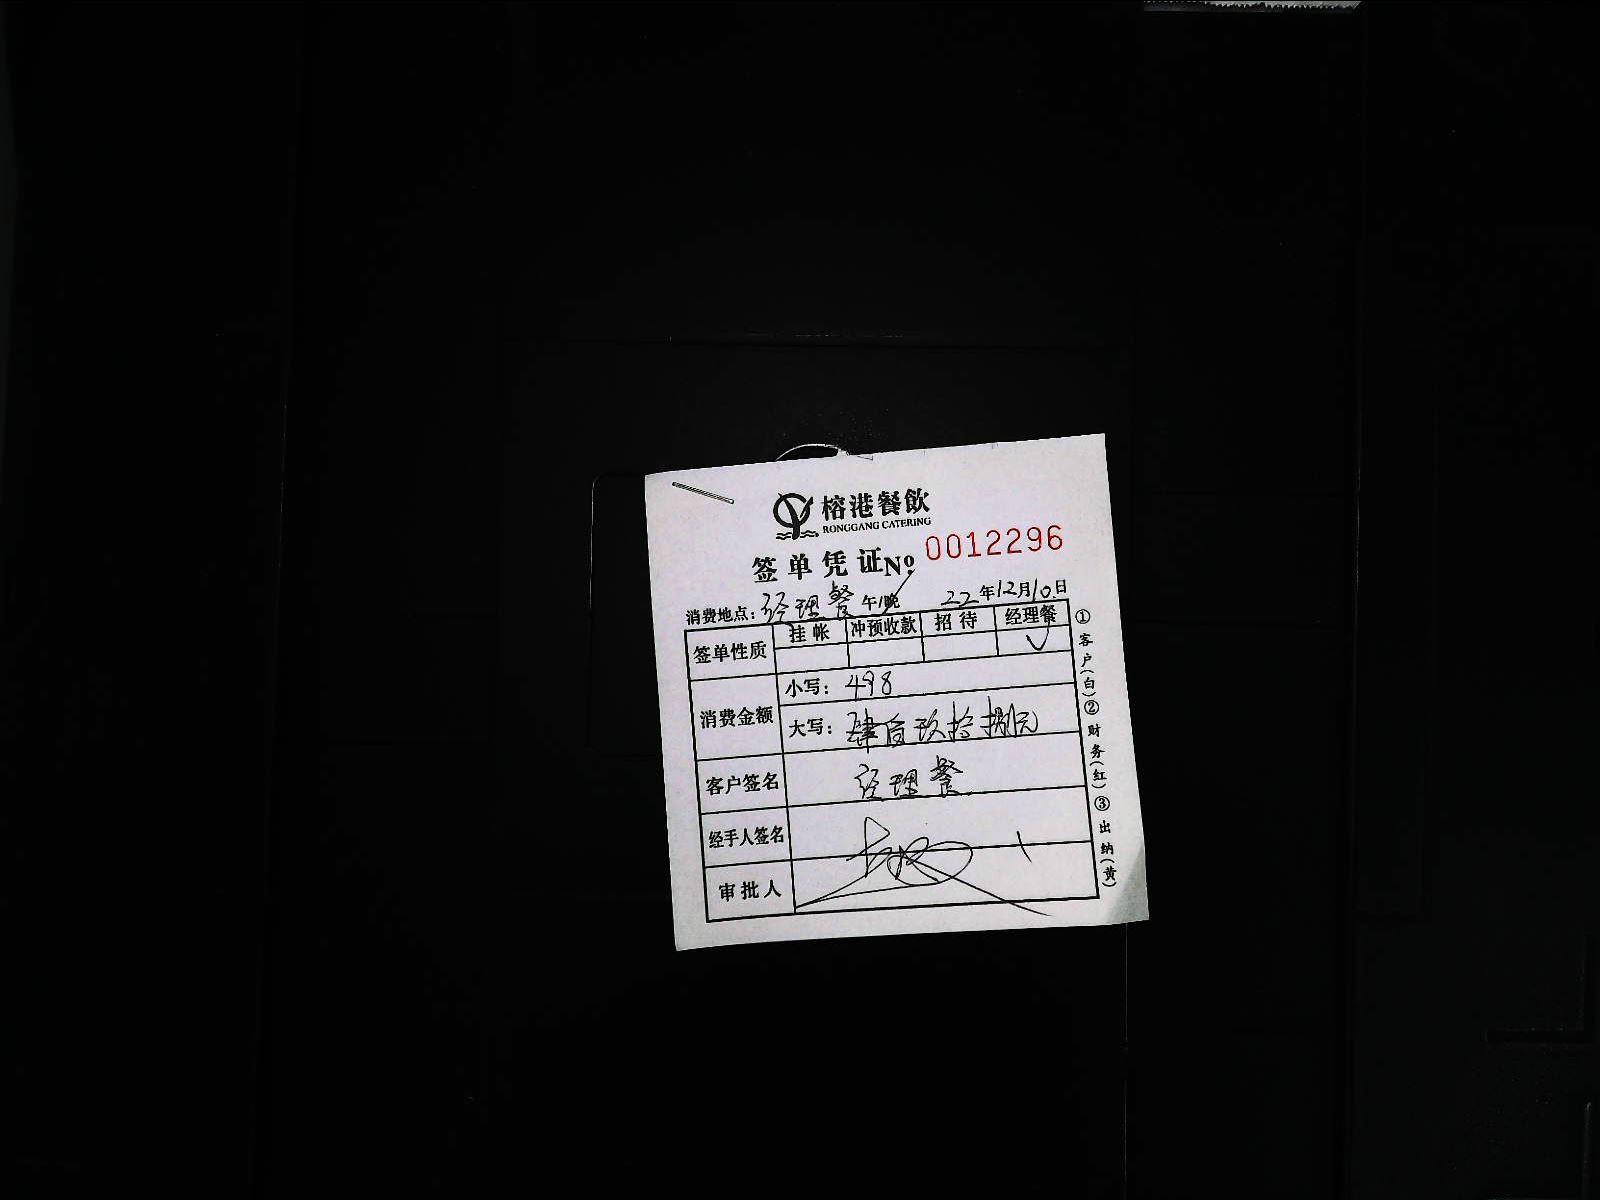 榕港餐飲
RONGGANG CATERING
签单凭证 Nº 0012296
消费地点：经理餐 午/晚 22年12月10日
签单性质 挂帐 冲预收款 招待 经理餐
消费金额 小写：498
大写：肆百玖拾捌元
客户签名 经理餐
经手人签名
审批人
①客户(白)②财务(红)③出纳(黄)